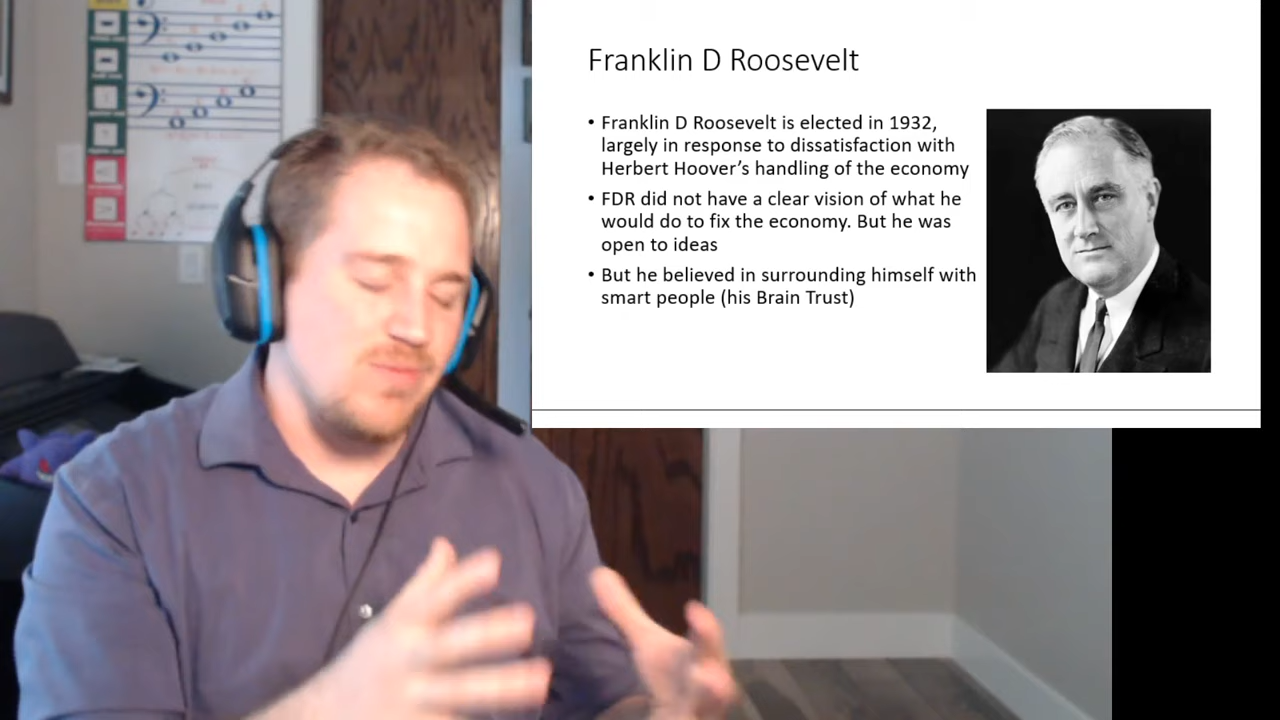 Franklin D Roosevelt
• Franklin D Roosevelt is elected in 1932,
largely in response to dissatisfaction with
Herbert Hoover’s handling of the economy
• FDR did not have a clear vision of what he
would do to fix the economy. But he was
open to ideas
• But he believed in surrounding himself with
smart people (his Brain Trust)